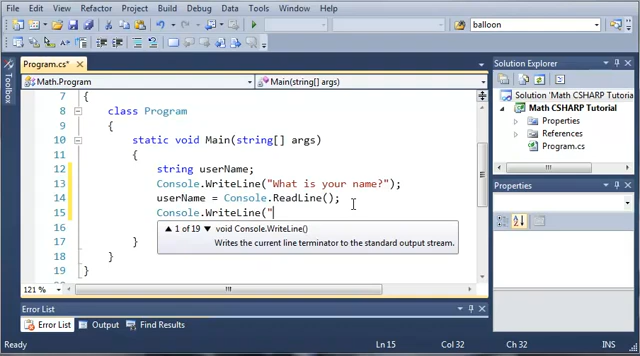 File Edit View Refactor Project Build Debug Data Tools Window Help
balloon
Program.cs*
Math.Program
Main(string[] args)
Toolbox
7 {
8 class Program
9 {
10 static void Main(string[] args)
11 {
12 string userName;
13 Console.WriteLine("What is your name?");
14 userName = Console.ReadLine();
15 Console.WriteLine("
1 of 19 void Console.WriteLine()
Writes the current line terminator to the standard output stream.
17 }
18 }
19 }
121 %
Solution Explorer
Solution 'Math CSHARP Tutorial
Math CSHARP Tutorial
Properties
References
Program.cs
Properties
Error List
Error List Output Find Results
Ready Ln 15 Col 32 Ch 32 INS